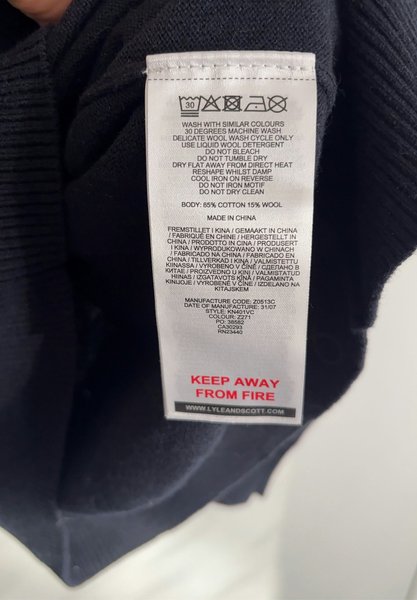 30
WASH WITH SIMILAR COLOURS
30 DEGREES MACHINE WASH
DELICATE WOOL WASH CYCLE ONLY
USE LIQUID WOOL DETERGENT
DO NOT BLEACH
DO NOT TUMBLE DRY
DRY FLAT AWAY FROM DIRECT HEAT
RESHAPE WHILST DAMP
COOL IRON ON REVERSE
DO NOT IRON MOTIF
DO NOT DRY CLEAN
BODY: 85% COTTON 15% WOOL
MADE IN CHINA
FREMSTILLET I KINA / GEMAAKT IN CHINA
/ FABRIQUÉ EN CHINE / HERGESTELLT IN
CHINA / PRODOTTO IN CINA / PRODUSERT
I KINA / WYPRODUKOWANO W CHINACH
/ FABRICADO NA CHINA / FABRICADO EN
CHINA / TILLVERKAD I KINA / VALMISTETTU
KIINASSA / VYROBENO V ČÍNĚ / СДЕЛАНО В
КИТАЕ / PROIZVEDENO U KINI / VALMISTATUD
HIINAS / IZGATAVOTS ĶĪNĀ / PAGAMINTA
KINIJOJE / VYROBENÉ V ČÍNE / IZDELANO NA
KITAJSKEM
MANUFACTURE CODE: Z0513C
DATE OF MANUFACTURE: 31/07
STYLE: KN401VC
COLOUR: Z271
PO: 38582
CA30293
RN23440
KEEP AWAY
FROM FIRE
WWW.LYLEANDSCOTT.COM